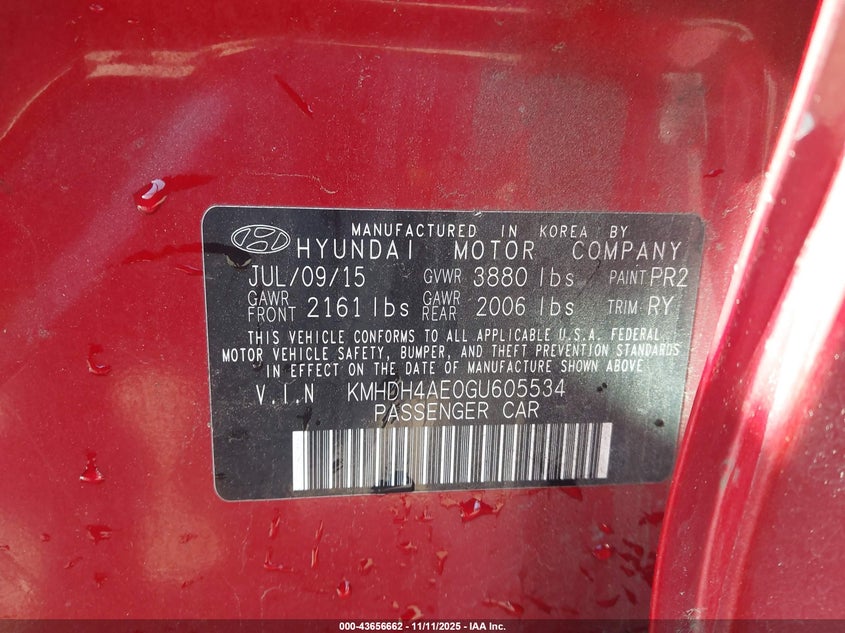 MANUFACTURED IN KOREA BY
HYUNDAI MOTOR COMPANY
JUL/09/15 GVWR 3880 lbs PAINT PR2
GAWR FRONT 2161 lbs GAWR REAR 2006 lbs TRIM RY
THIS VEHICLE CONFORMS TO ALL APPLICABLE U.S.A. FEDERAL
MOTOR VEHICLE SAFETY, BUMPER, AND THEFT PREVENTION STANDARDS
IN EFFECT ON THE DATE OF MANUFACTURE SHOWN ABOVE
V.I.N KMHDH4AE0GU605534
PASSENGER CAR
000-43656662 - 11/11/2025 - IAA Inc.